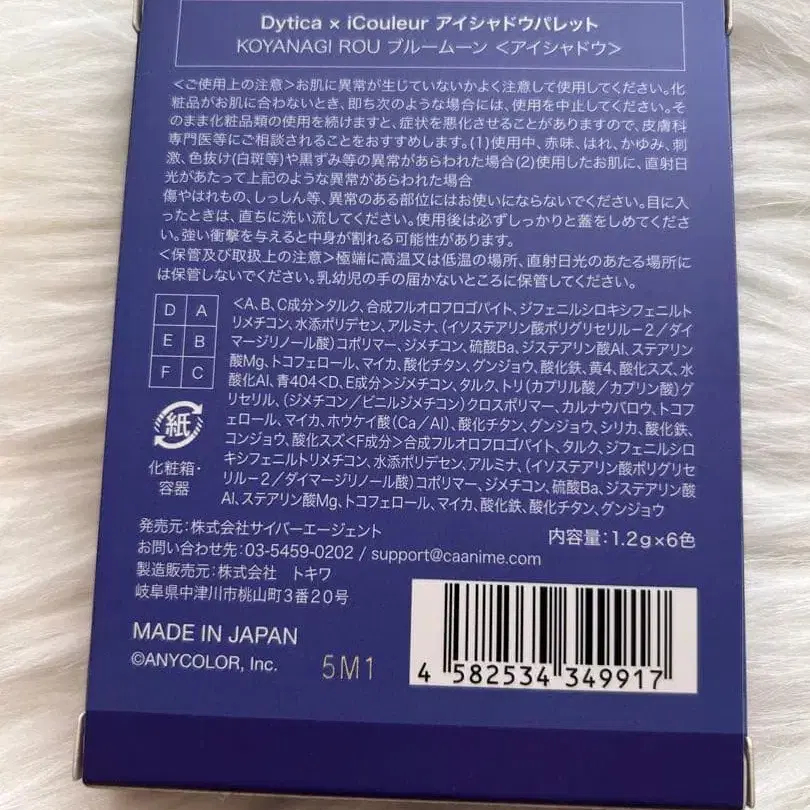 Dytica × iCouleur アイシャドウパレット
KOYANAGI ROU ブルームーン <アイシャドウ>
<ご使用上の注意>お肌に異常が生じていないかよく注意して使用してください。化
粧品がお肌に合わないとき、即ち次のような場合には、使用を中止してください。そ
のまま化粧品類の使用を続けますと、症状を悪化させることがありますので、皮膚科
専門医等にご相談されることをおすすめします。(1)使用中、赤味、はれ、かゆみ、刺
激、色抜け(白斑等)や黒ずみ等の異常があらわれた場合(2)使用したお肌に、直射日
光があたって上記のような異常があらわれた場合
傷やはれもの、しっしん等、異常のある部位にはお使いにならないでください。目に入
ったときは、直ちに洗い流してください。使用後は必ずしっかりと蓋をしめてくださ
い。強い衝撃を与えると中身が割れる可能性があります。
<保管及び取扱上の注意>極端に高温又は低温の場所、直射日光のあたる場所に
は保管しないでください。乳幼児の手の届かないところに保管してください。
D A
E B
F C
<A、B、C成分>タルク、合成フルオロフロゴパイト、ジフェニルシロキシフェニルト
リメチコン、水添ポリデセン、アルミナ、(イソステアリン酸ポリグリセリル-2/ダイ
マージリノール酸)コポリマー、ジメチコン、硫酸Ba、ジステアリン酸Al、ステアリン
酸Mg、トコフェロール、マイカ、酸化チタン、グンジョウ、酸化鉄、黄4、酸化スズ、水
酸化Al、青404<D、E成分>ジメチコン、タルク、トリ(カプリル酸/カプリン酸)グ
リセリル、(ジメチコン/ビニルジメチコン)クロスポリマー、カルナウバロウ、トコフ
ェロール、マイカ、ホウケイ酸(Ca/Al)、酸化チタン、グンジョウ、シリカ、酸化鉄、
コンジョウ、酸化スズ<F成分>合成フルオロフロゴパイト、タルク、ジフェニルシロ
キシフェニルトリメチコン、水添ポリデセン、アルミナ、(イソステアリン酸ポリグリセ
リル-2/ダイマージリノール酸)コポリマー、ジメチコン、硫酸Ba、ジステアリン酸
Al、ステアリン酸Mg、トコフェロール、マイカ、酸化鉄、酸化チタン、グンジョウ
紙
化粧箱・
容器
発売元:株式会社サイバーエージェント
内容量:1.2g×6色
お問い合わせ先:03-5459-0202 / support@caanime.com
製造販売元:株式会社 トキワ
岐阜県中津川市桃山町3番20号
MADE IN JAPAN
©ANYCOLOR, Inc.
5M1
4 582534 349917